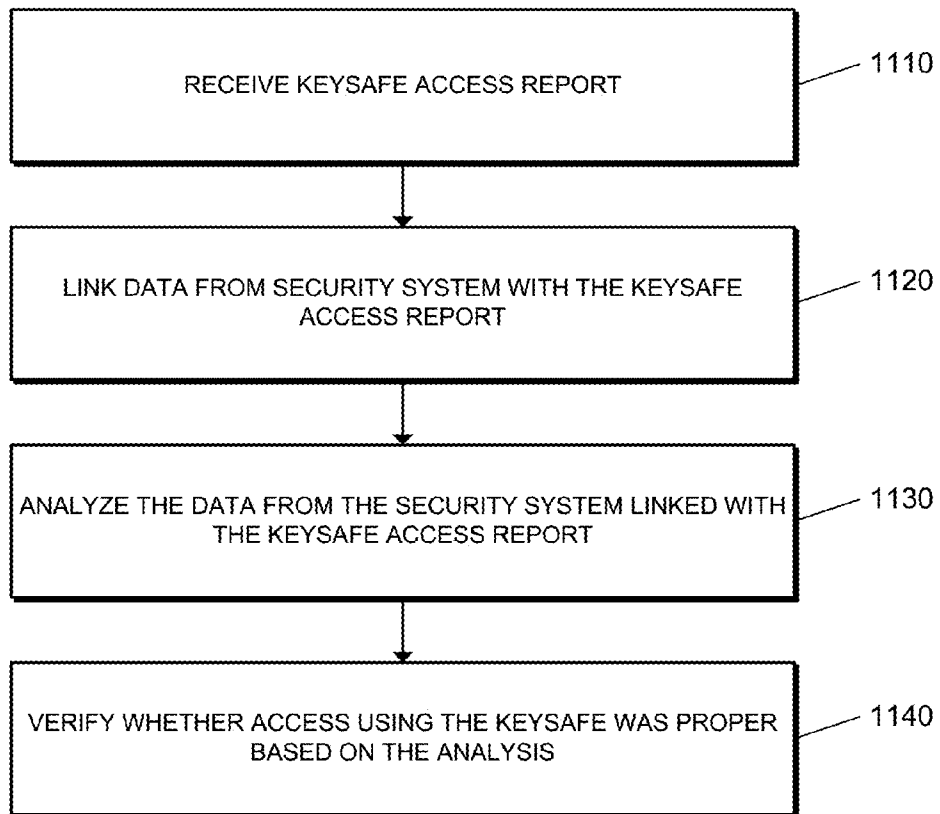 RECEIVE KEYSAFE ACCESS REPORT
1110
LINK DATA FROM SECURITY SYSTEM WITH THE KEYSAFE
ACCESS REPORT
1120
ANALYZE THE DATA FROM THE SECURITY SYSTEM LINKED WITH
THE KEYSAFE ACCESS REPORT
1130
VERIFY WHETHER ACCESS USING THE KEYSAFE WAS PROPER
BASED ON THE ANALYSIS
1140